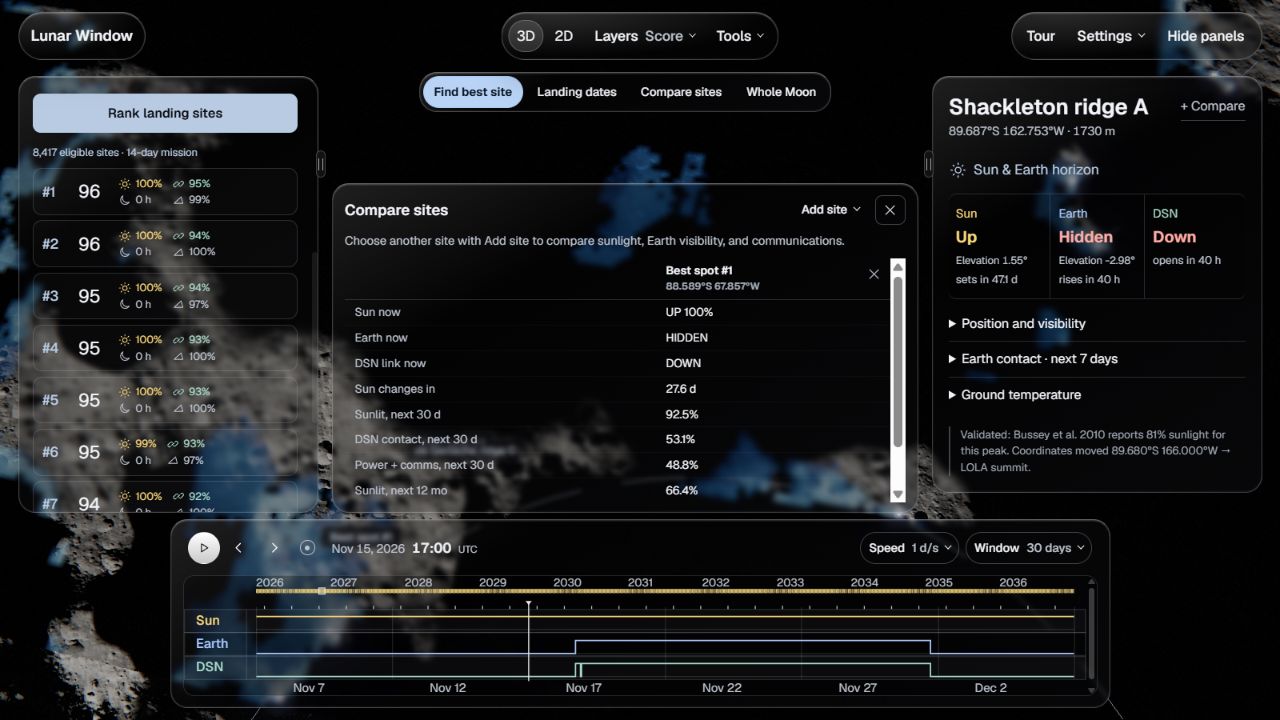 Lunar Window
3D 2D Layers Score Tools
Tour Settings Hide panels
Find best site Landing dates Compare sites Whole Moon
Rank landing sites
8,417 eligible sites · 14-day mission
#1 96 100% 95%
0 h 99%
#2 96 100% 94%
0 h 100%
#3 95 100% 94%
0 h 97%
#4 95 100% 93%
0 h 100%
#5 95 100% 93%
0 h 100%
#6 95 99% 93%
0 h 97%
#7 94 100% 92%
0 h 100%
Compare sites
Add site
Choose another site with Add site to compare sunlight, Earth visibility, and communications.
Best spot #1
88.589°S 67.857°W
Sun now UP 100%
Earth now HIDDEN
DSN link now DOWN
Sun changes in 27.6 d
Sunlit, next 30 d 92.5%
DSN contact, next 30 d 53.1%
Power + comms, next 30 d 48.8%
Sunlit, next 12 mo 66.4%
Shackleton ridge A
+ Compare
89.687°S 162.753°W · 1730 m
Sun & Earth horizon
Sun Earth DSN
Up Hidden Down
Elevation 1.55° Elevation -2.98° opens in 40 h
sets in 47.1 d rises in 40 h
Position and visibility
Earth contact · next 7 days
Ground temperature
Validated: Bussey et al. 2010 reports 81% sunlight for
this peak. Coordinates moved 89.680°S 166.000°W →
LOLA summit.
Nov 15, 2026 17:00 UTC
Speed 1 d/s Window 30 days
2026 2027 2028 2029 2030 2031 2032 2033 2034 2035 2036
Sun
Earth
DSN
Nov 7 Nov 12 Nov 17 Nov 22 Nov 27 Dec 2